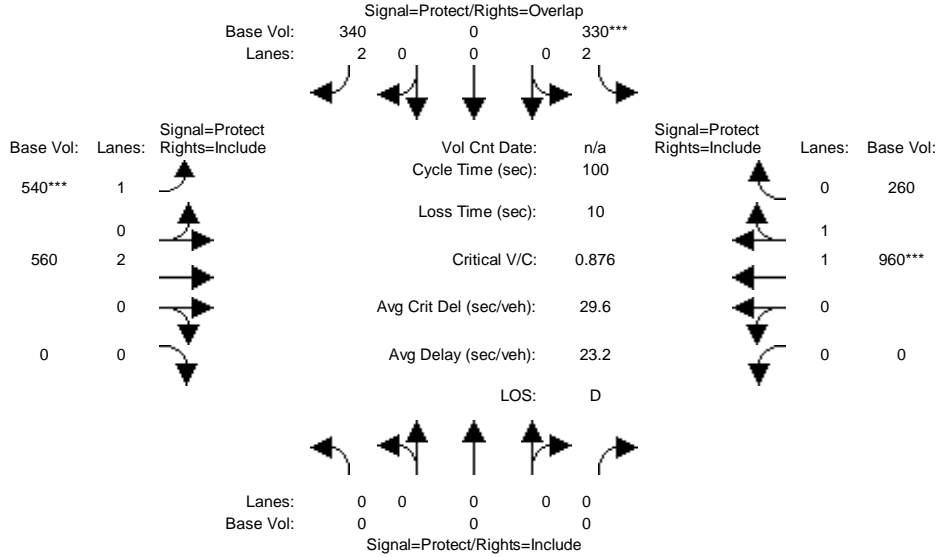 Signal=Protect/Rights=Overlap
Base Vol: 340 0 330***
Lanes: 2 0 0 0 2
Signal=Protect Signal=Protect
Base Vol: Lanes: Rights=Include Vol Cnt Date: n/a Rights=Include Lanes: Base Vol:
Cycle Time (sec): 100
540*** 1 0 260
Loss Time (sec): 10
0 1
560 2 Critical V/C: 0.876 1 960***
0 Avg Crit Del (sec/veh): 29.6 0
0 0 Avg Delay (sec/veh): 23.2 0 0
LOS: D
Lanes: 0 0 0 0 0
Base Vol: 0 0 0
Signal=Protect/Rights=Include